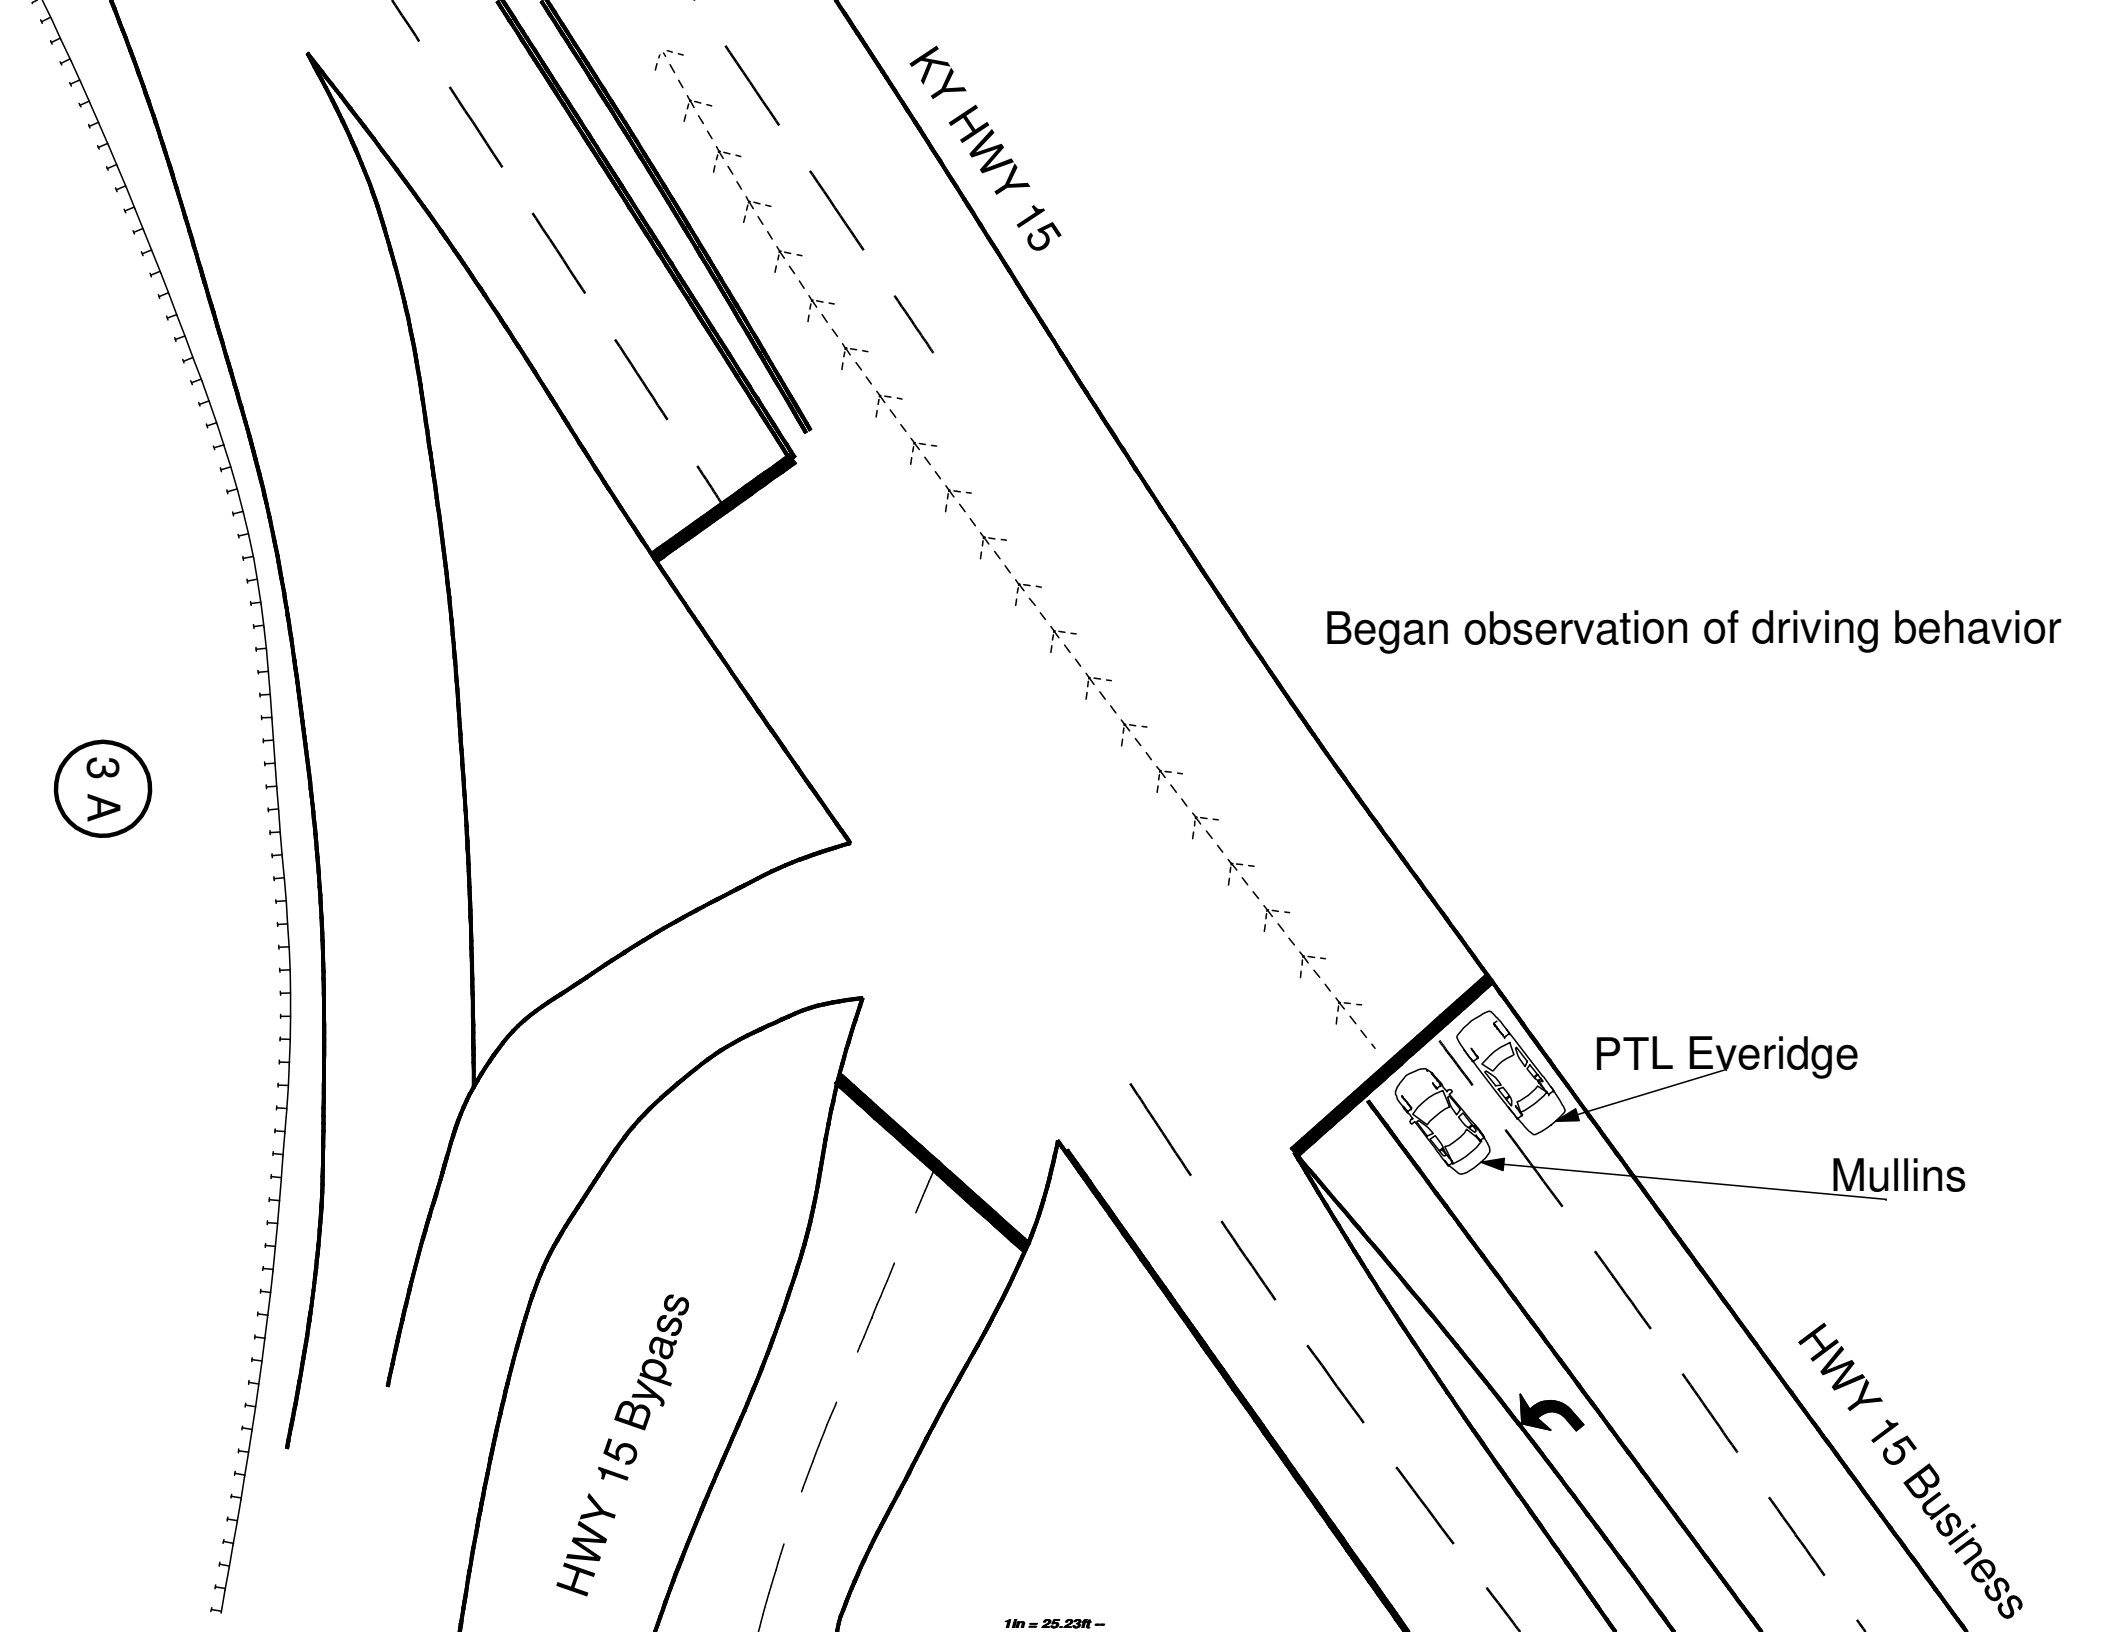 KY HWY 15
Began observation of driving behavior
3 A
PTL Everidge
Mullins
HWY 15 Bypass
HWY 15 Business
1in = 25.23ft --